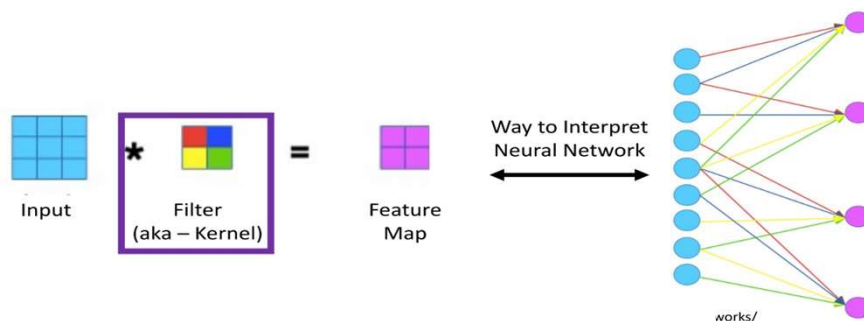 *
=
Input
Filter
(aka – Kernel)
Feature
Map
Way to Interpret
Neural Network
works/